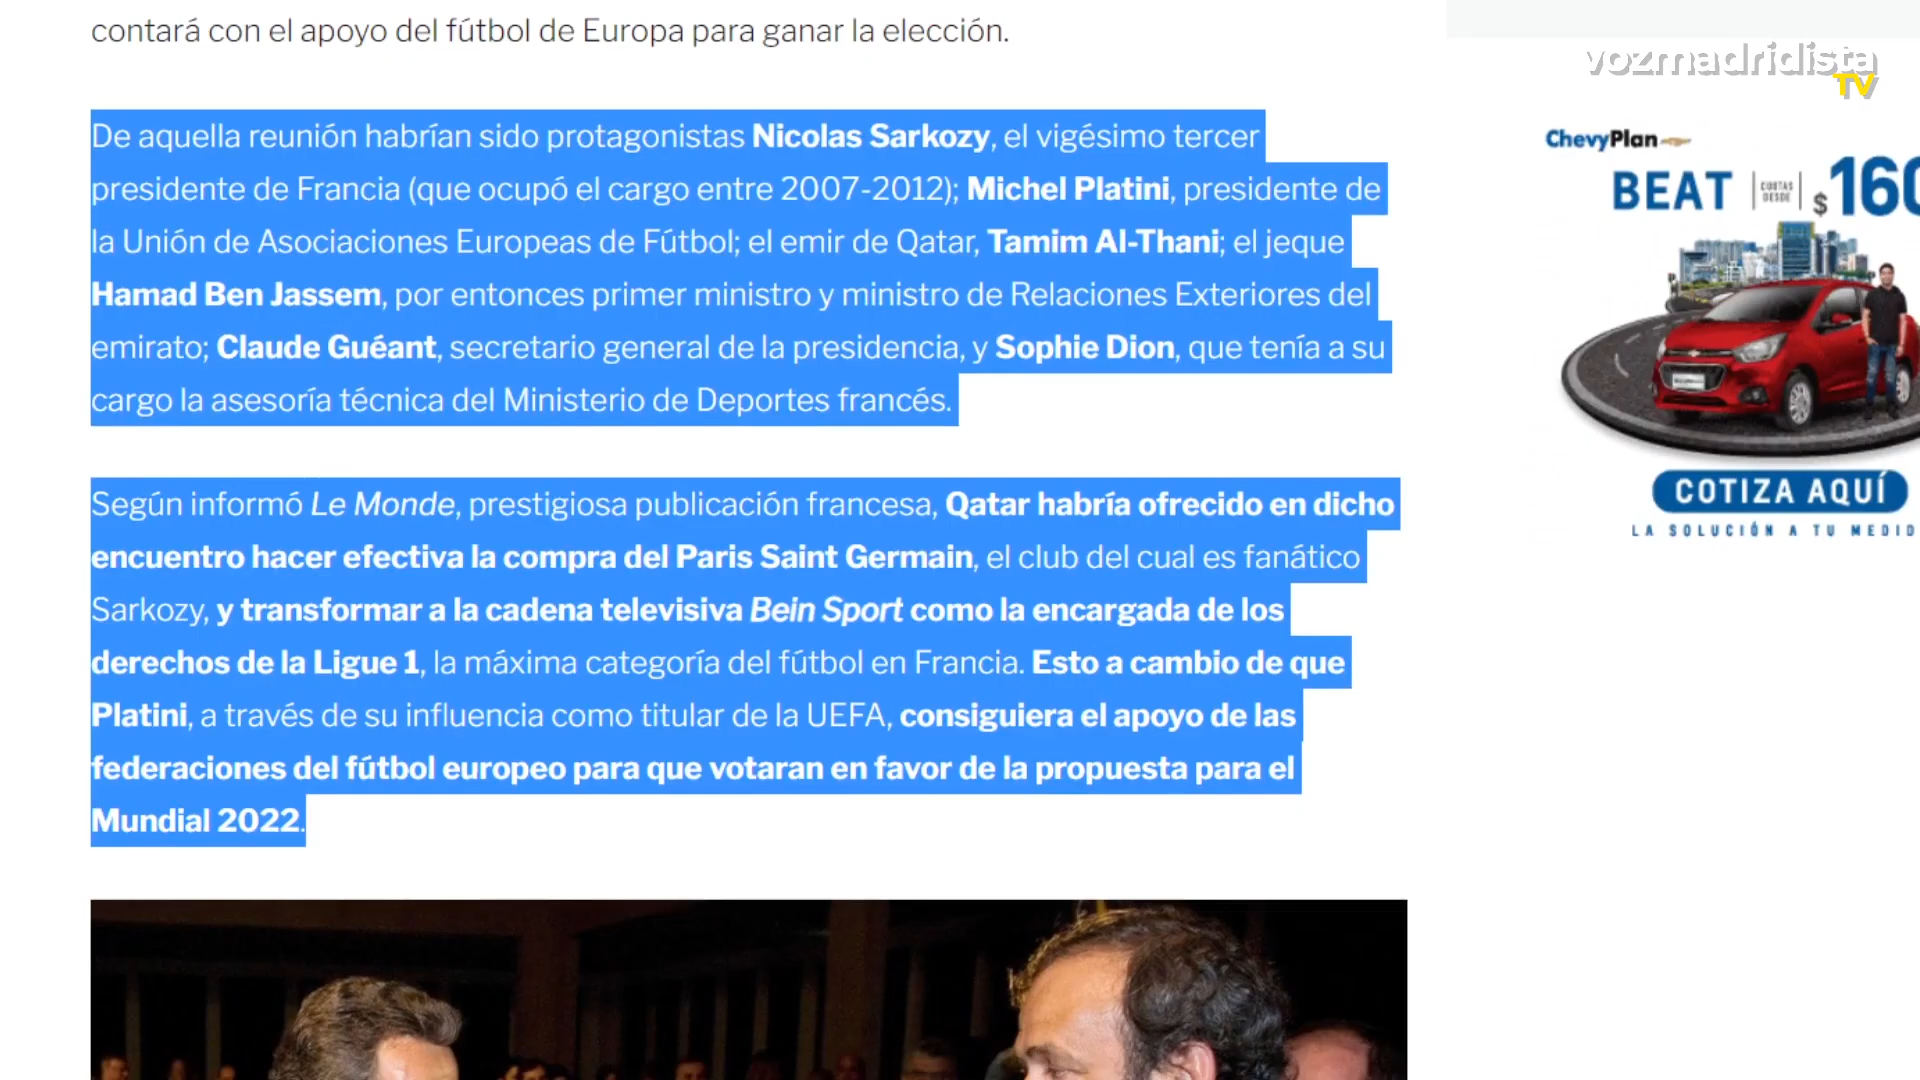 contará con el apoyo del fútbol de Europa para ganar la elección.
De aquella reunión habrían sido protagonistas Nicolas Sarkozy, el vigésimo tercer
presidente de Francia (que ocupó el cargo entre 2007-2012); Michel Platini, presidente de
la Unión de Asociaciones Europeas de Fútbol; el emir de Qatar, Tamim Al-Thani; el jeque
Hamad Ben Jassem, por entonces primer ministro y ministro de Relaciones Exteriores del
emirato; Claude Guéant, secretario general de la presidencia, y Sophie Dion, que tenía a su
cargo la asesoría técnica del Ministerio de Deportes francés.
Según informó Le Monde, prestigiosa publicación francesa, Qatar habría ofrecido en dicho
encuentro hacer efectiva la compra del Paris Saint Germain, el club del cual es fanático
Sarkozy, y transformar a la cadena televisiva Bein Sport como la encargada de los
derechos de la Ligue 1, la máxima categoría del fútbol en Francia. Esto a cambio de que
Platini, a través de su influencia como titular de la UEFA, consiguiera el apoyo de las
federaciones del fútbol europeo para que votaran en favor de la propuesta para el
Mundial 2022.
vozmadridista
TV
ChevyPlan
BEAT CUOTAS DESDE $160
COTIZA AQUÍ
LA SOLUCIÓN A TU MEDID